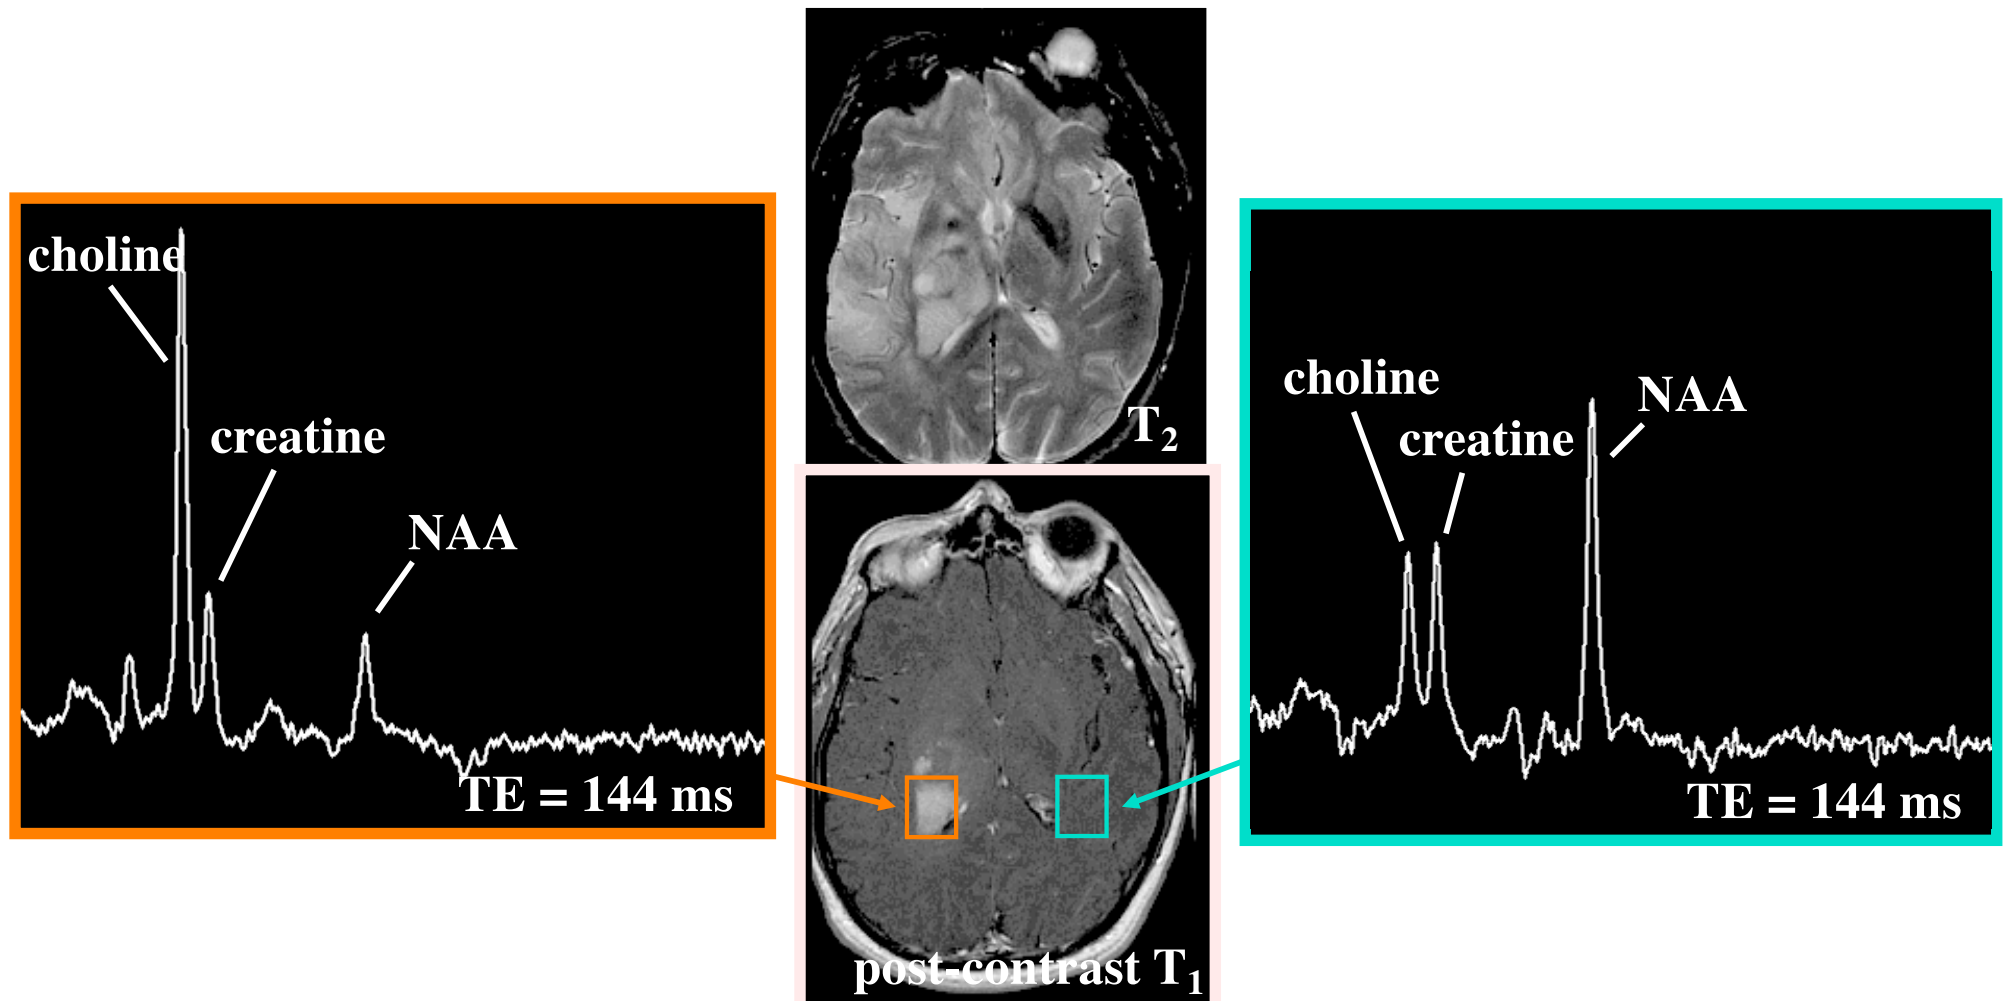 choline
creatine
NAA
TE = 144 ms
T₂
post-contrast T₁
choline
NAA
creatine
TE = 144 ms